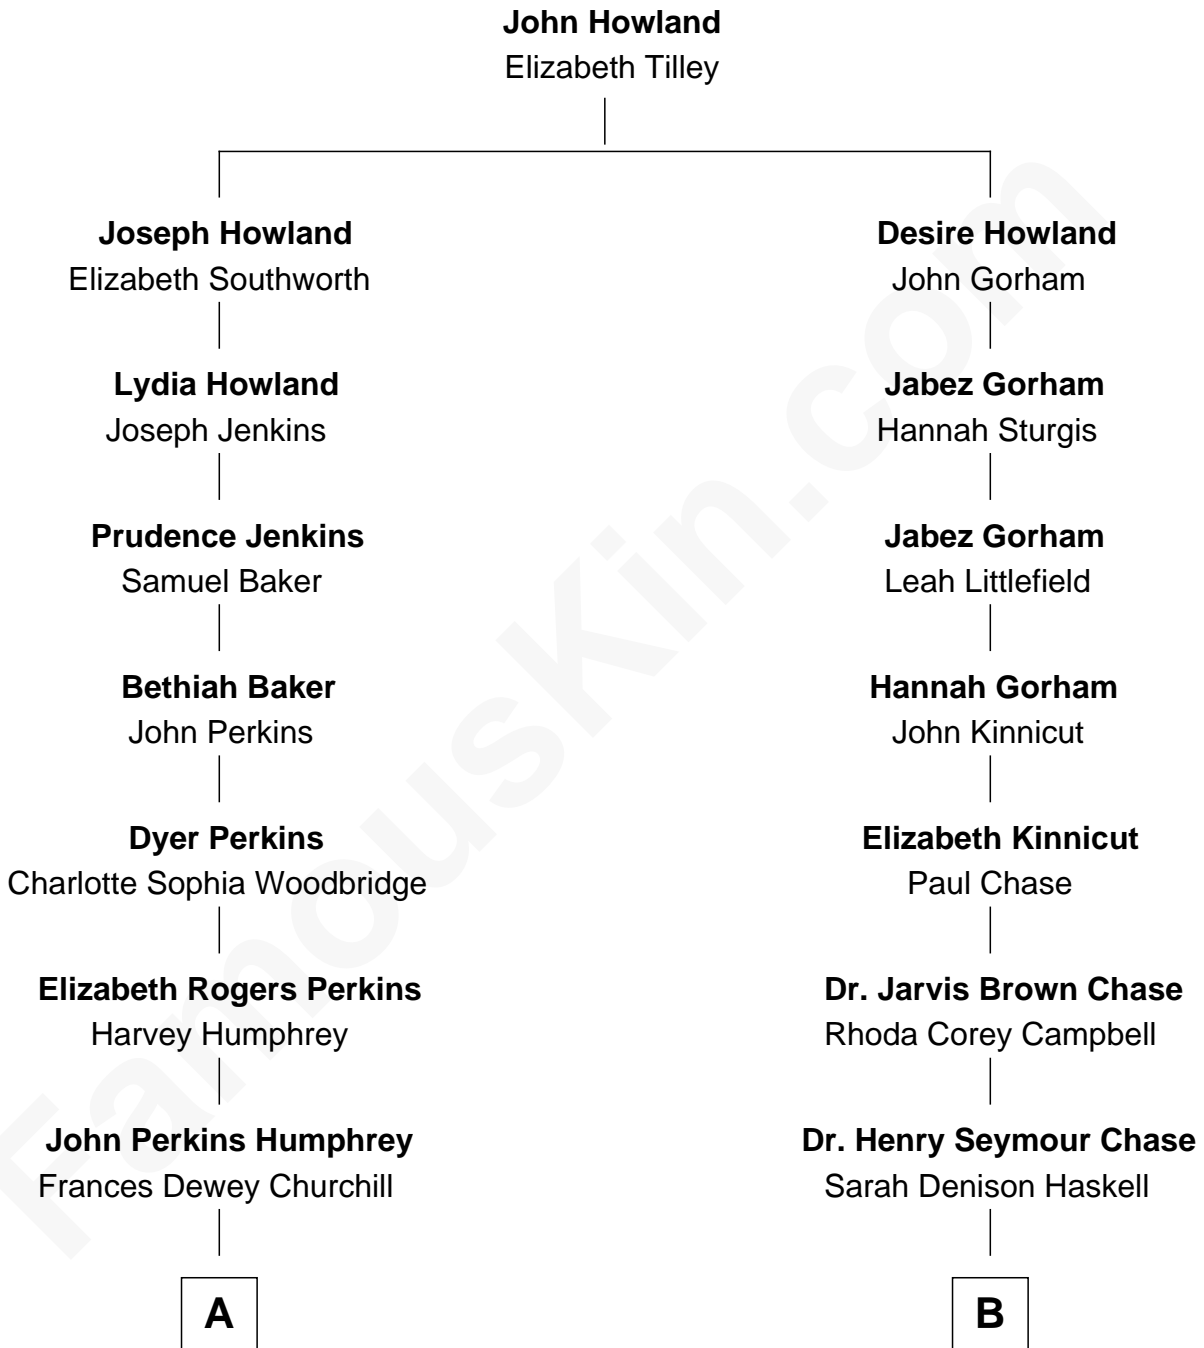 John Howland
Elizabeth Tilley
Joseph Howland
Elizabeth Southworth
Desire Howland
John Gorham
Lydia Howland
Joseph Jenkins
Jabez Gorham
Hannah Sturgis
Prudence Jenkins
Samuel Baker
Jabez Gorham
Leah Littlefield
Bethiah Baker
John Perkins
Hannah Gorham
John Kinnicut
Dyer Perkins
Charlotte Sophia Woodbridge
Elizabeth Kinnicut
Paul Chase
Elizabeth Rogers Perkins
Harvey Humphrey
Dr. Jarvis Brown Chase
Rhoda Corey Campbell
John Perkins Humphrey
Frances Dewey Churchill
Dr. Henry Seymour Chase
Sarah Denison Haskell
A
B
FamousKin.com